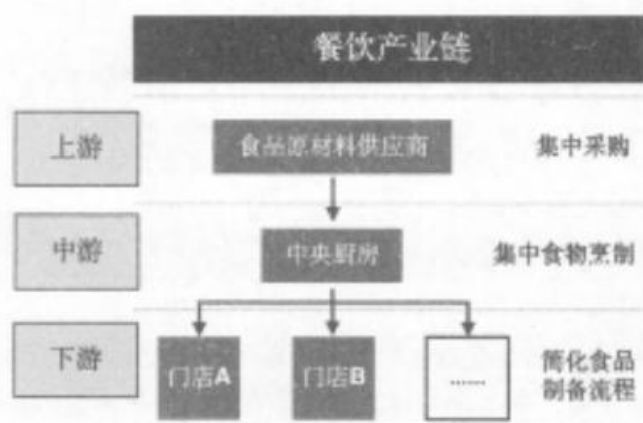 餐饮产业链
上游
食品原材料供应商
集中采购
中游
中央厨房
集中食物烹制
下游
门店A
门店B
……
简化食品
制备流程